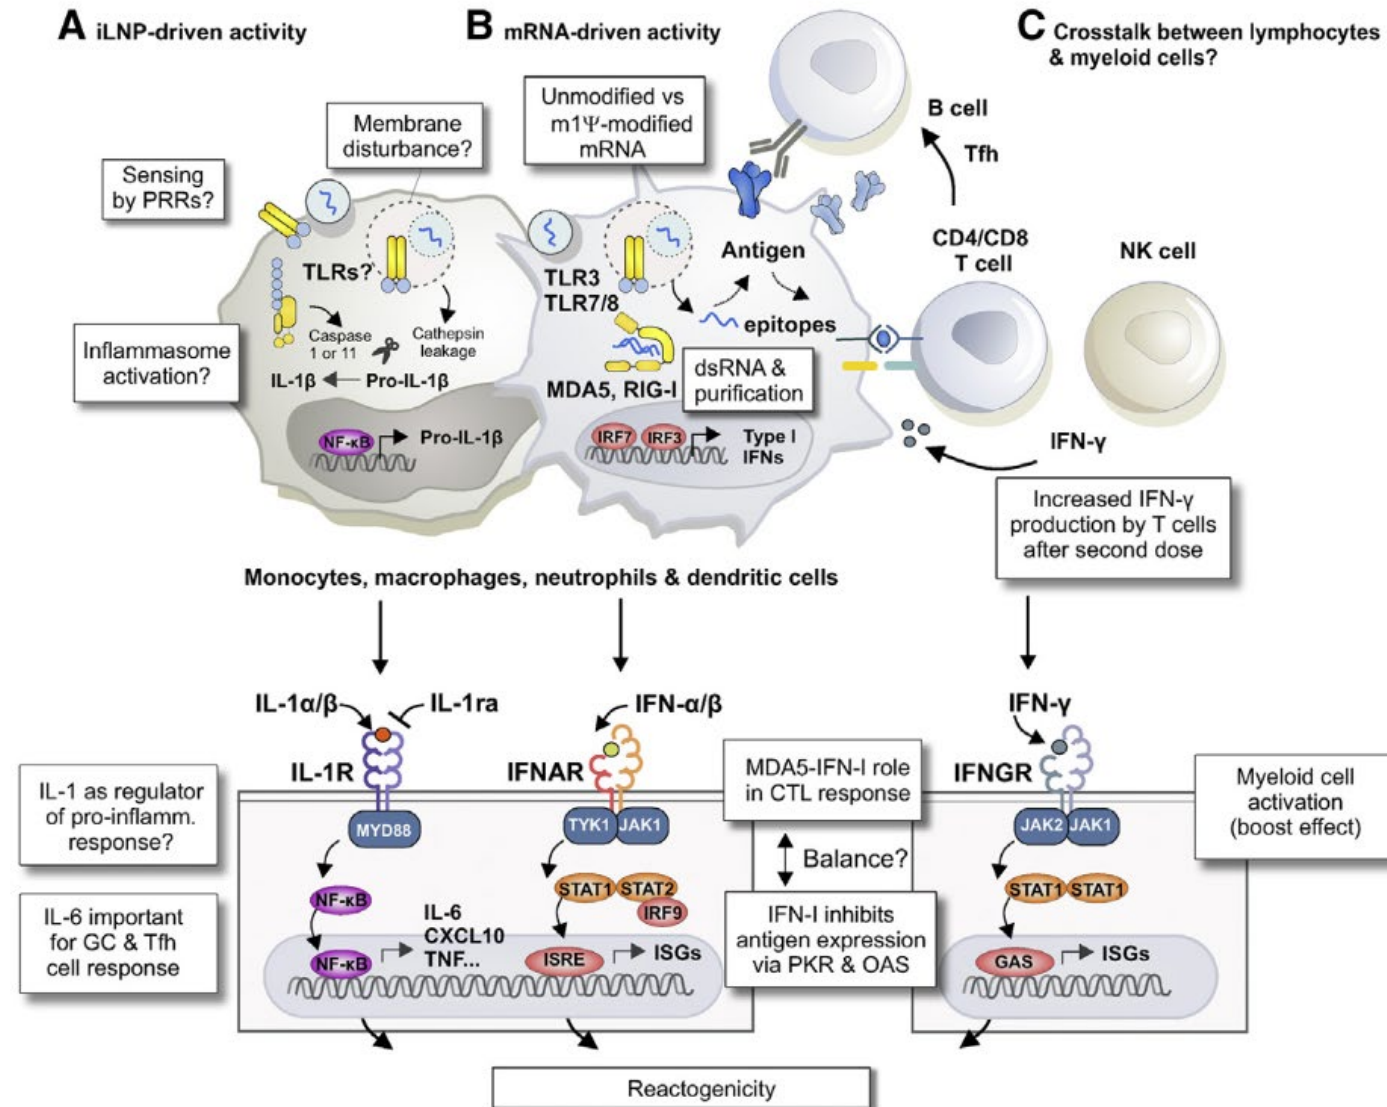 A iLNP-driven activity
B mRNA-driven activity
C Crosstalk between lymphocytes
& myeloid cells?
Membrane
disturbance?
Sensing
by PRRs?
TLRs?
Inflammasome
activation?
Caspase
1 or 11
Cathepsin
leakage
IL-1β
Pro-IL-1β
NF-κB
Pro-IL-1β
Unmodified vs
m1Ψ-modified
mRNA
TLR3
TLR7/8
Antigen
epitopes
MDA5, RIG-I
dsRNA &
purification
IRF7
IRF3
Type I
IFNs
B cell
Tfh
CD4/CD8
T cell
NK cell
IFN-γ
Increased IFN-γ
production by T cells
after second dose
Monocytes, macrophages, neutrophils & dendritic cells
IL-1α/β
IL-1ra
IL-1R
MYD88
IL-1 as regulator
of pro-inflamm.
response?
NF-κB
IL-6 important
for GC & Tfh
cell response
NF-κB
IL-6
CXCL10
TNF...
IFN-α/β
IFNAR
TYK1
JAK1
STAT1
STAT2
IRF9
ISRE
ISGs
MDA5-IFN-I role
in CTL response
Balance?
IFN-I inhibits
antigen expression
via PKR & OAS
IFN-γ
IFNGR
JAK2
JAK1
STAT1
STAT1
GAS
ISGs
Myeloid cell
activation
(boost effect)
Reactogenicity